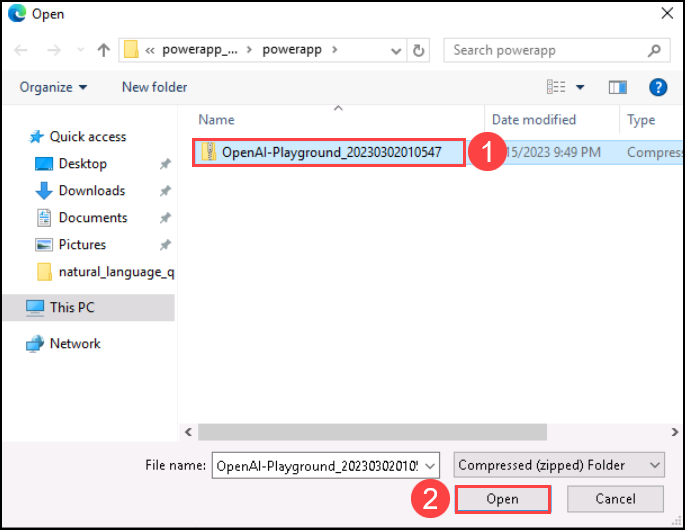 Open
« powerapp_... > powerapp >
Search powerapp
Organize
New folder
Name
Date modified
Type
Quick access
Desktop
Downloads
Documents
Pictures
natural_language_q
This PC
Network
OpenAI-Playground_20230302010547
1
15/2023 9:49 PM
Compress
File name:
OpenAI-Playground_202303020105
Compressed (zipped) Folder
2
Open
Cancel